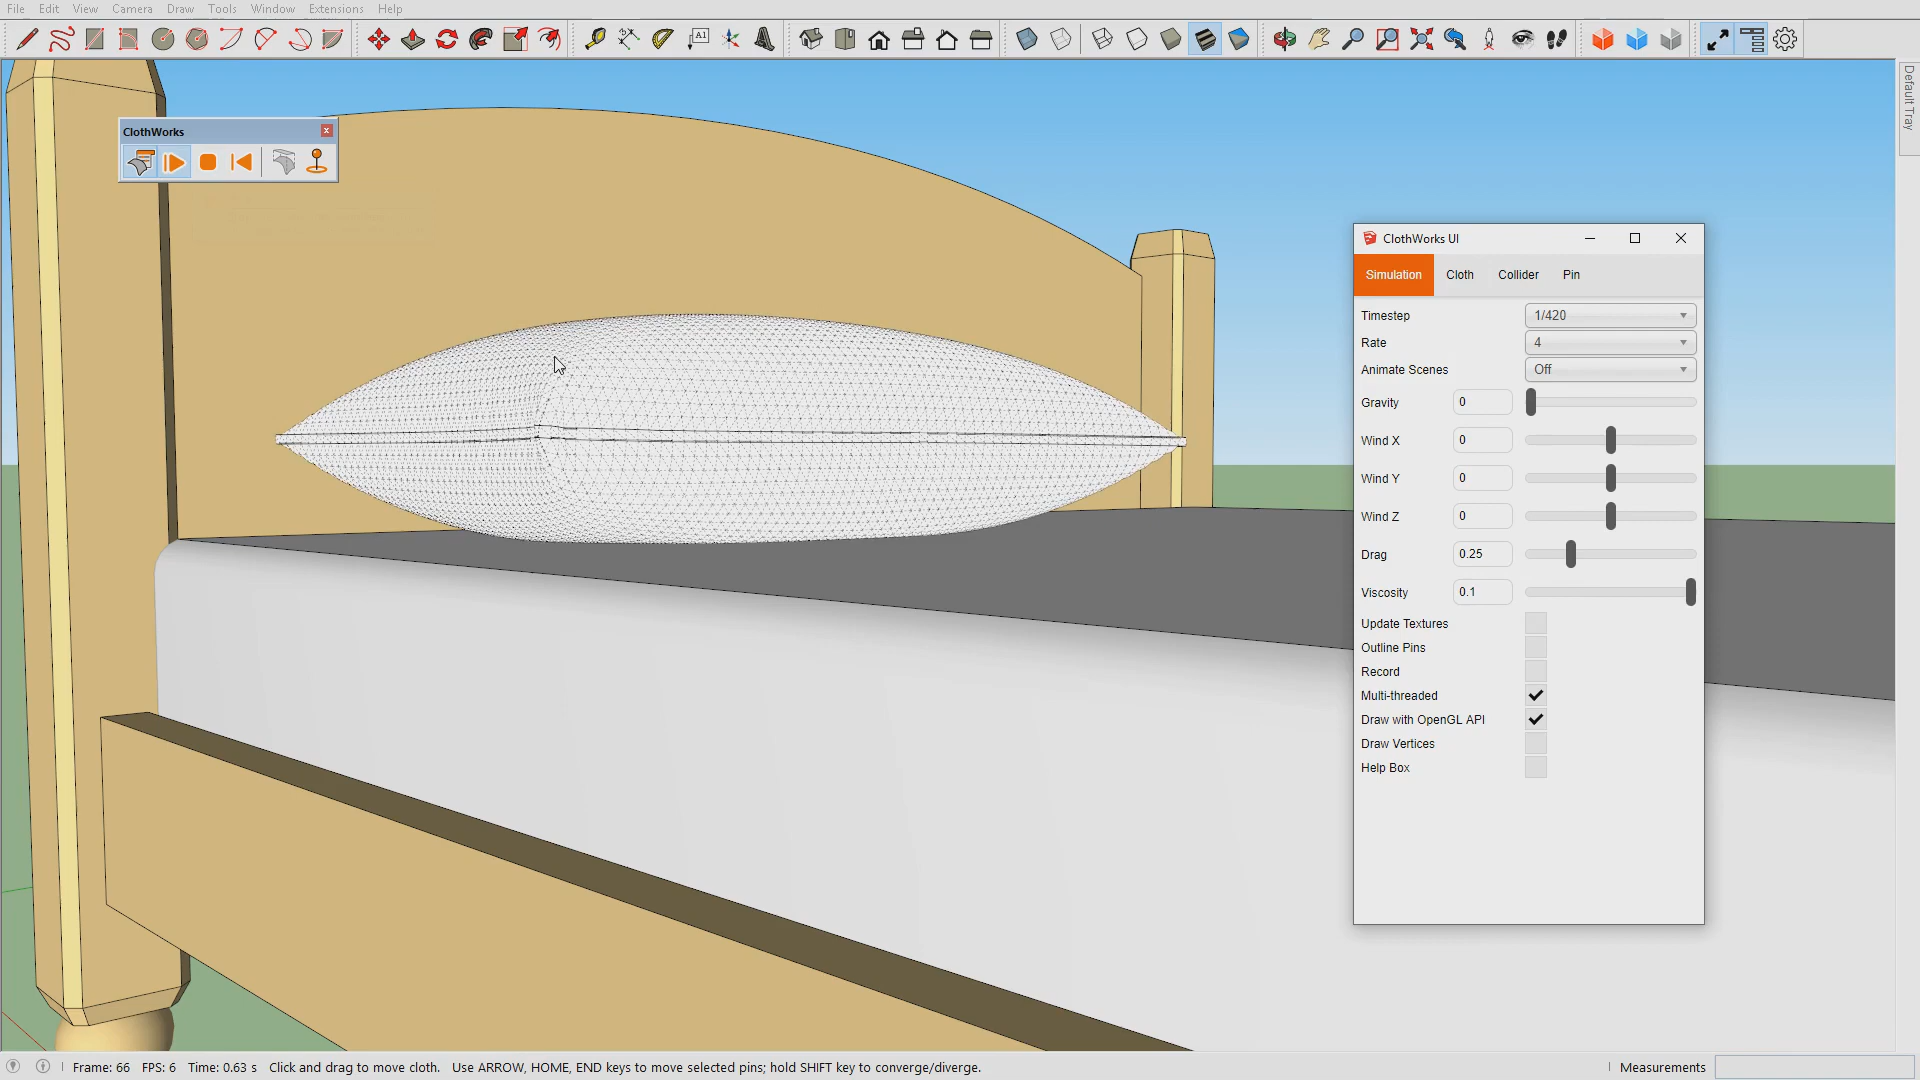 File Edit View Camera Draw Tools Window Extensions Help
A1
Default Tray
ClothWorks
ClothWorks UI
Simulation Cloth Collider Pin
Timestep 1/420
Rate 4
Animate Scenes Off
Gravity 0
Wind X 0
Wind Y 0
Wind Z 0
Drag 0.25
Viscosity 0.1
Update Textures
Outline Pins
Record
Multi-threaded
Draw with OpenGL API
Draw Vertices
Help Box
Frame: 66 FPS: 6 Time: 0.63 s Click and drag to move cloth. Use ARROW, HOME, END keys to move selected pins; hold SHIFT key to converge/diverge. Measurements